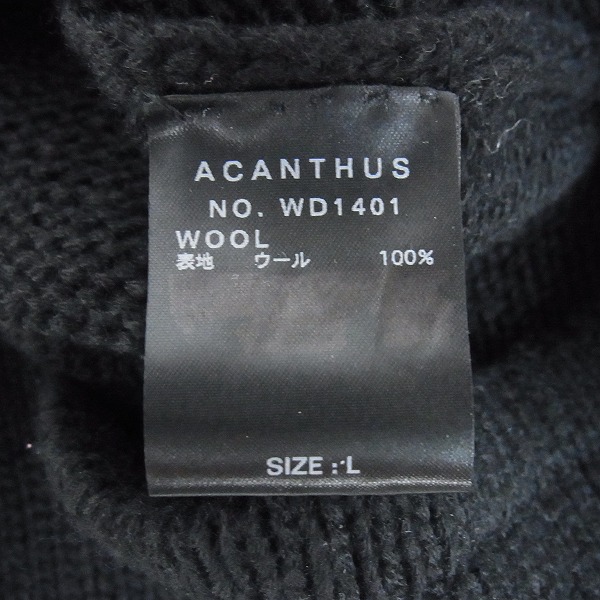 ACANTHUS
NO. WD1401
WOOL
表地 ウール 100%
SIZE : L